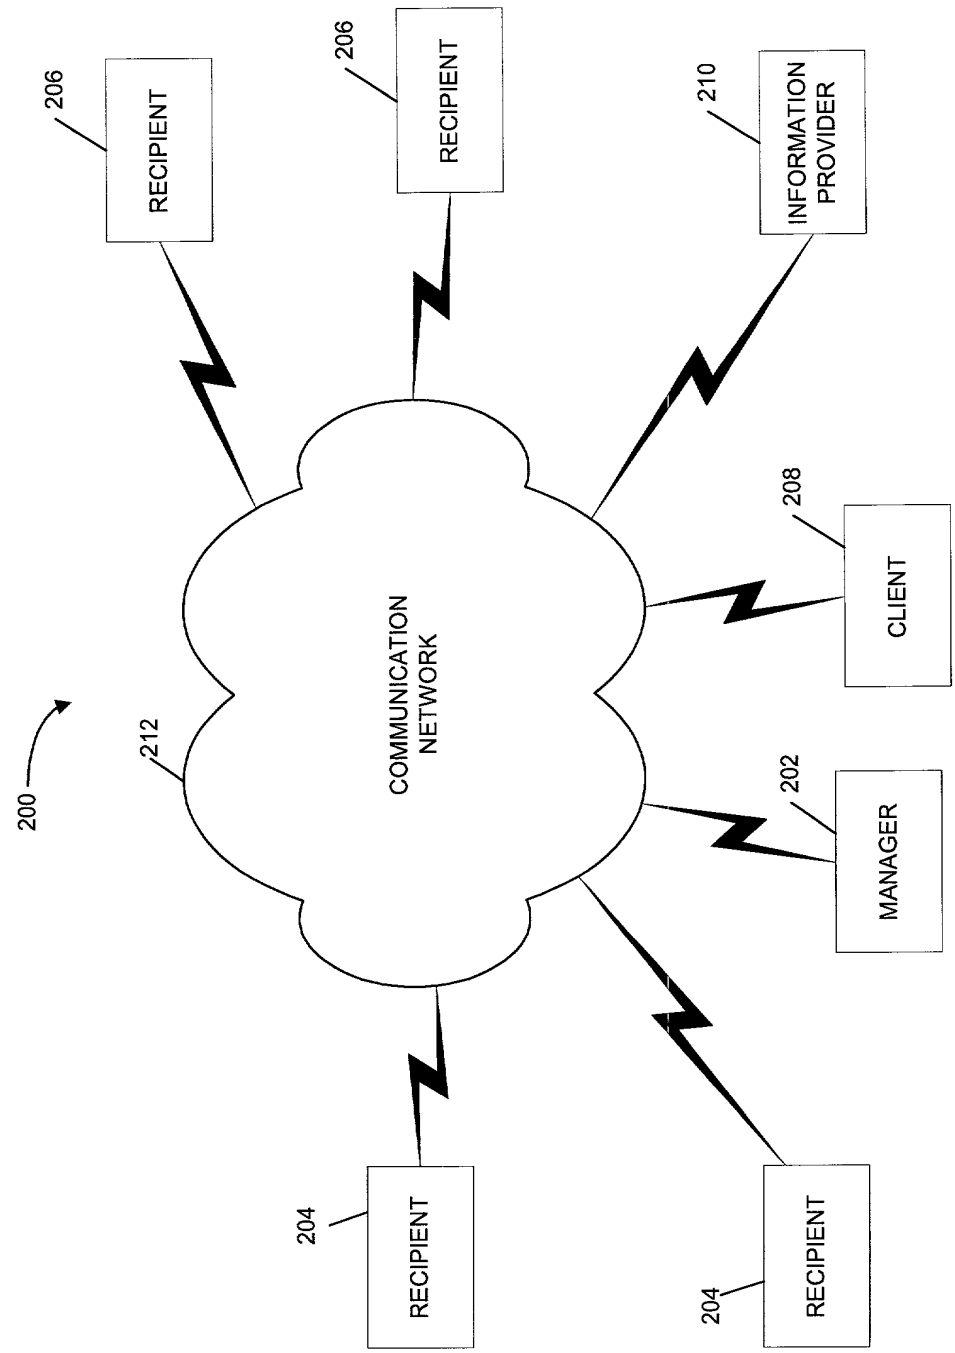 200
212
COMMUNICATION
NETWORK
204
RECIPIENT
204
RECIPIENT
202
MANAGER
208
CLIENT
210
INFORMATION
PROVIDER
206
RECIPIENT
206
RECIPIENT